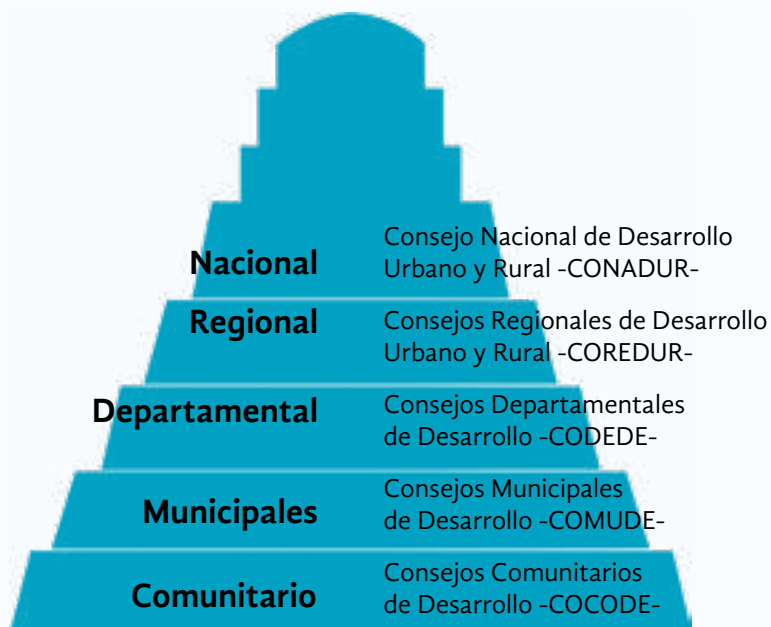 Nacional
Consejo Nacional de Desarrollo
Urbano y Rural -CONADUR-
Regional
Consejos Regionales de Desarrollo
Urbano y Rural -COREDUR-
Departamental
Consejos Departamentales
de Desarrollo -CODEDE-
Municipales
Consejos Municipales
de Desarrollo -COMUDE-
Comunitario
Consejos Comunitarios
de Desarrollo -COCODE-